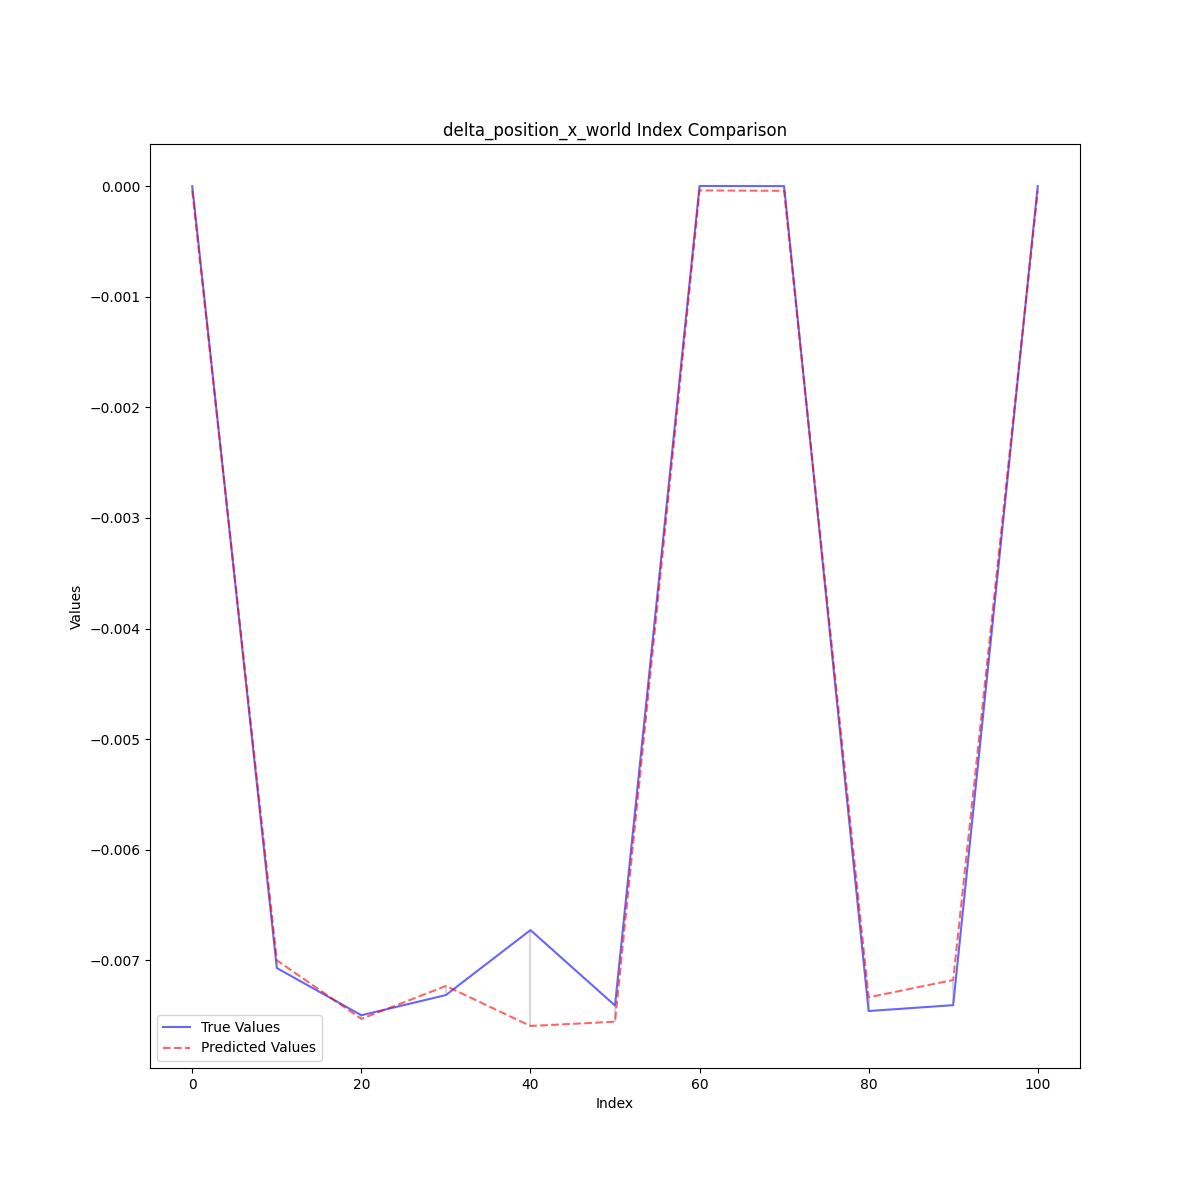 delta_position_x_world Index Comparison
0.000
−0.001
−0.002
−0.003
−0.004
−0.005
−0.006
−0.007
Values
True Values
Predicted Values
0 20 40 60 80 100
Index